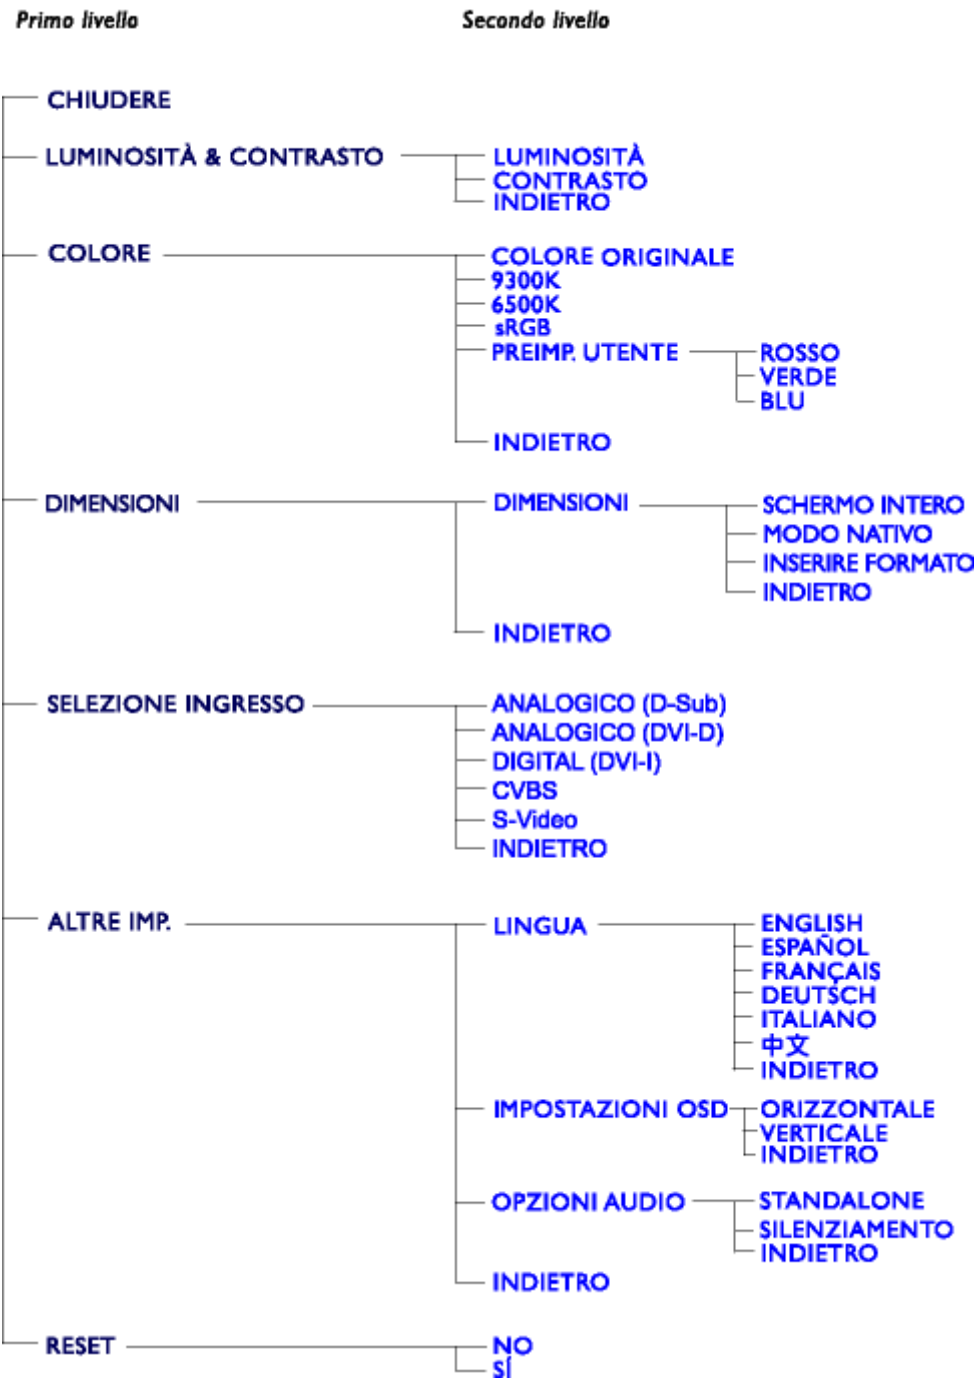 Primo livello Secondo livello
CHIUDERE
LUMINOSITÀ & CONTRASTO LUMINOSITÀ
CONTRASTO
INDIETRO
COLORE COLORE ORIGINALE
9300K
6500K
sRGB
PREIMP. UTENTE ROSSO
VERDE
BLU
INDIETRO
DIMENSIONI DIMENSIONI SCHERMO INTERO
MODO NATIVO
INSERIRE FORMATO
INDIETRO
INDIETRO
SELEZIONE INGRESSO ANALOGICO (D-Sub)
ANALOGICO (DVI-D)
DIGITAL (DVI-I)
CVBS
S-Video
INDIETRO
ALTRE IMP. LINGUA ENGLISH
ESPAÑOL
FRANÇAIS
DEUTSCH
ITALIANO
中文
INDIETRO
IMPOSTAZIONI OSD ORIZZONTALE
VERTICALE
INDIETRO
OPZIONI AUDIO STANDALONE
SILENZIAMENTO
INDIETRO
INDIETRO
RESET NO
SÍ